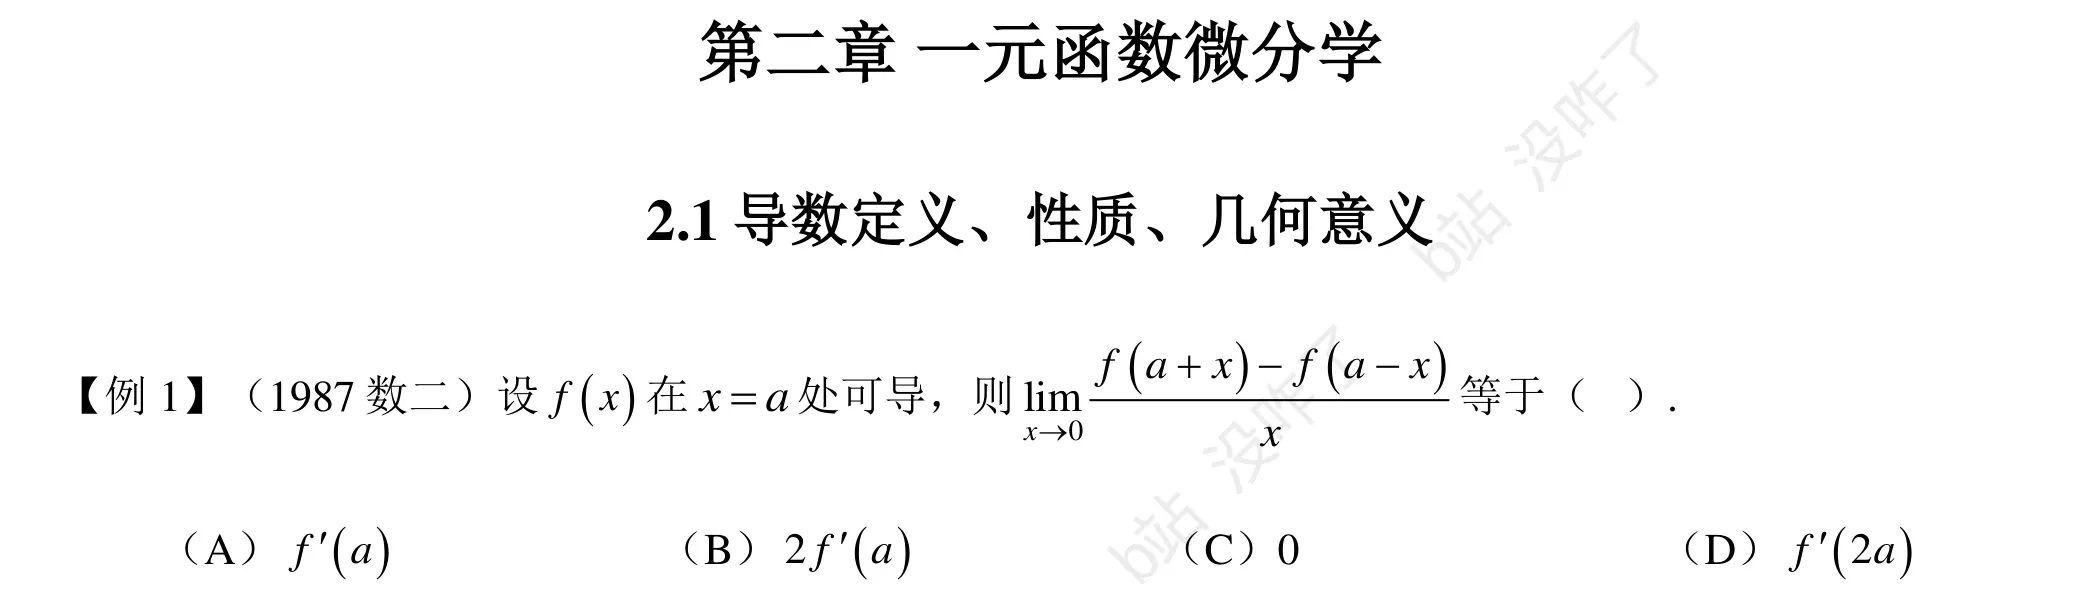 第二章 一元函数微分学
2.1 导数定义、性质、几何意义
【例 1】（1987 数二）设 f(x) 在 x = a 处可导，则 lim_{x→0} \frac{f(a+x)-f(a-x)}{x} 等于（ ）.
（A） f′(a) （B） 2f′(a) （C）0 （D） f′(2a)
b站 没咋了
b站 没咋了